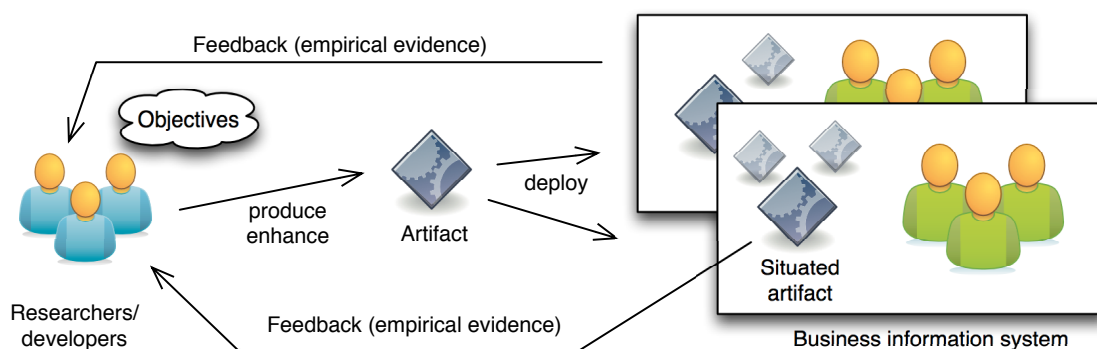 Feedback (empirical evidence)
Objectives
produce
enhance
Artifact
deploy
Situated
artifact
Researchers/
developers
Feedback (empirical evidence)
Business information system